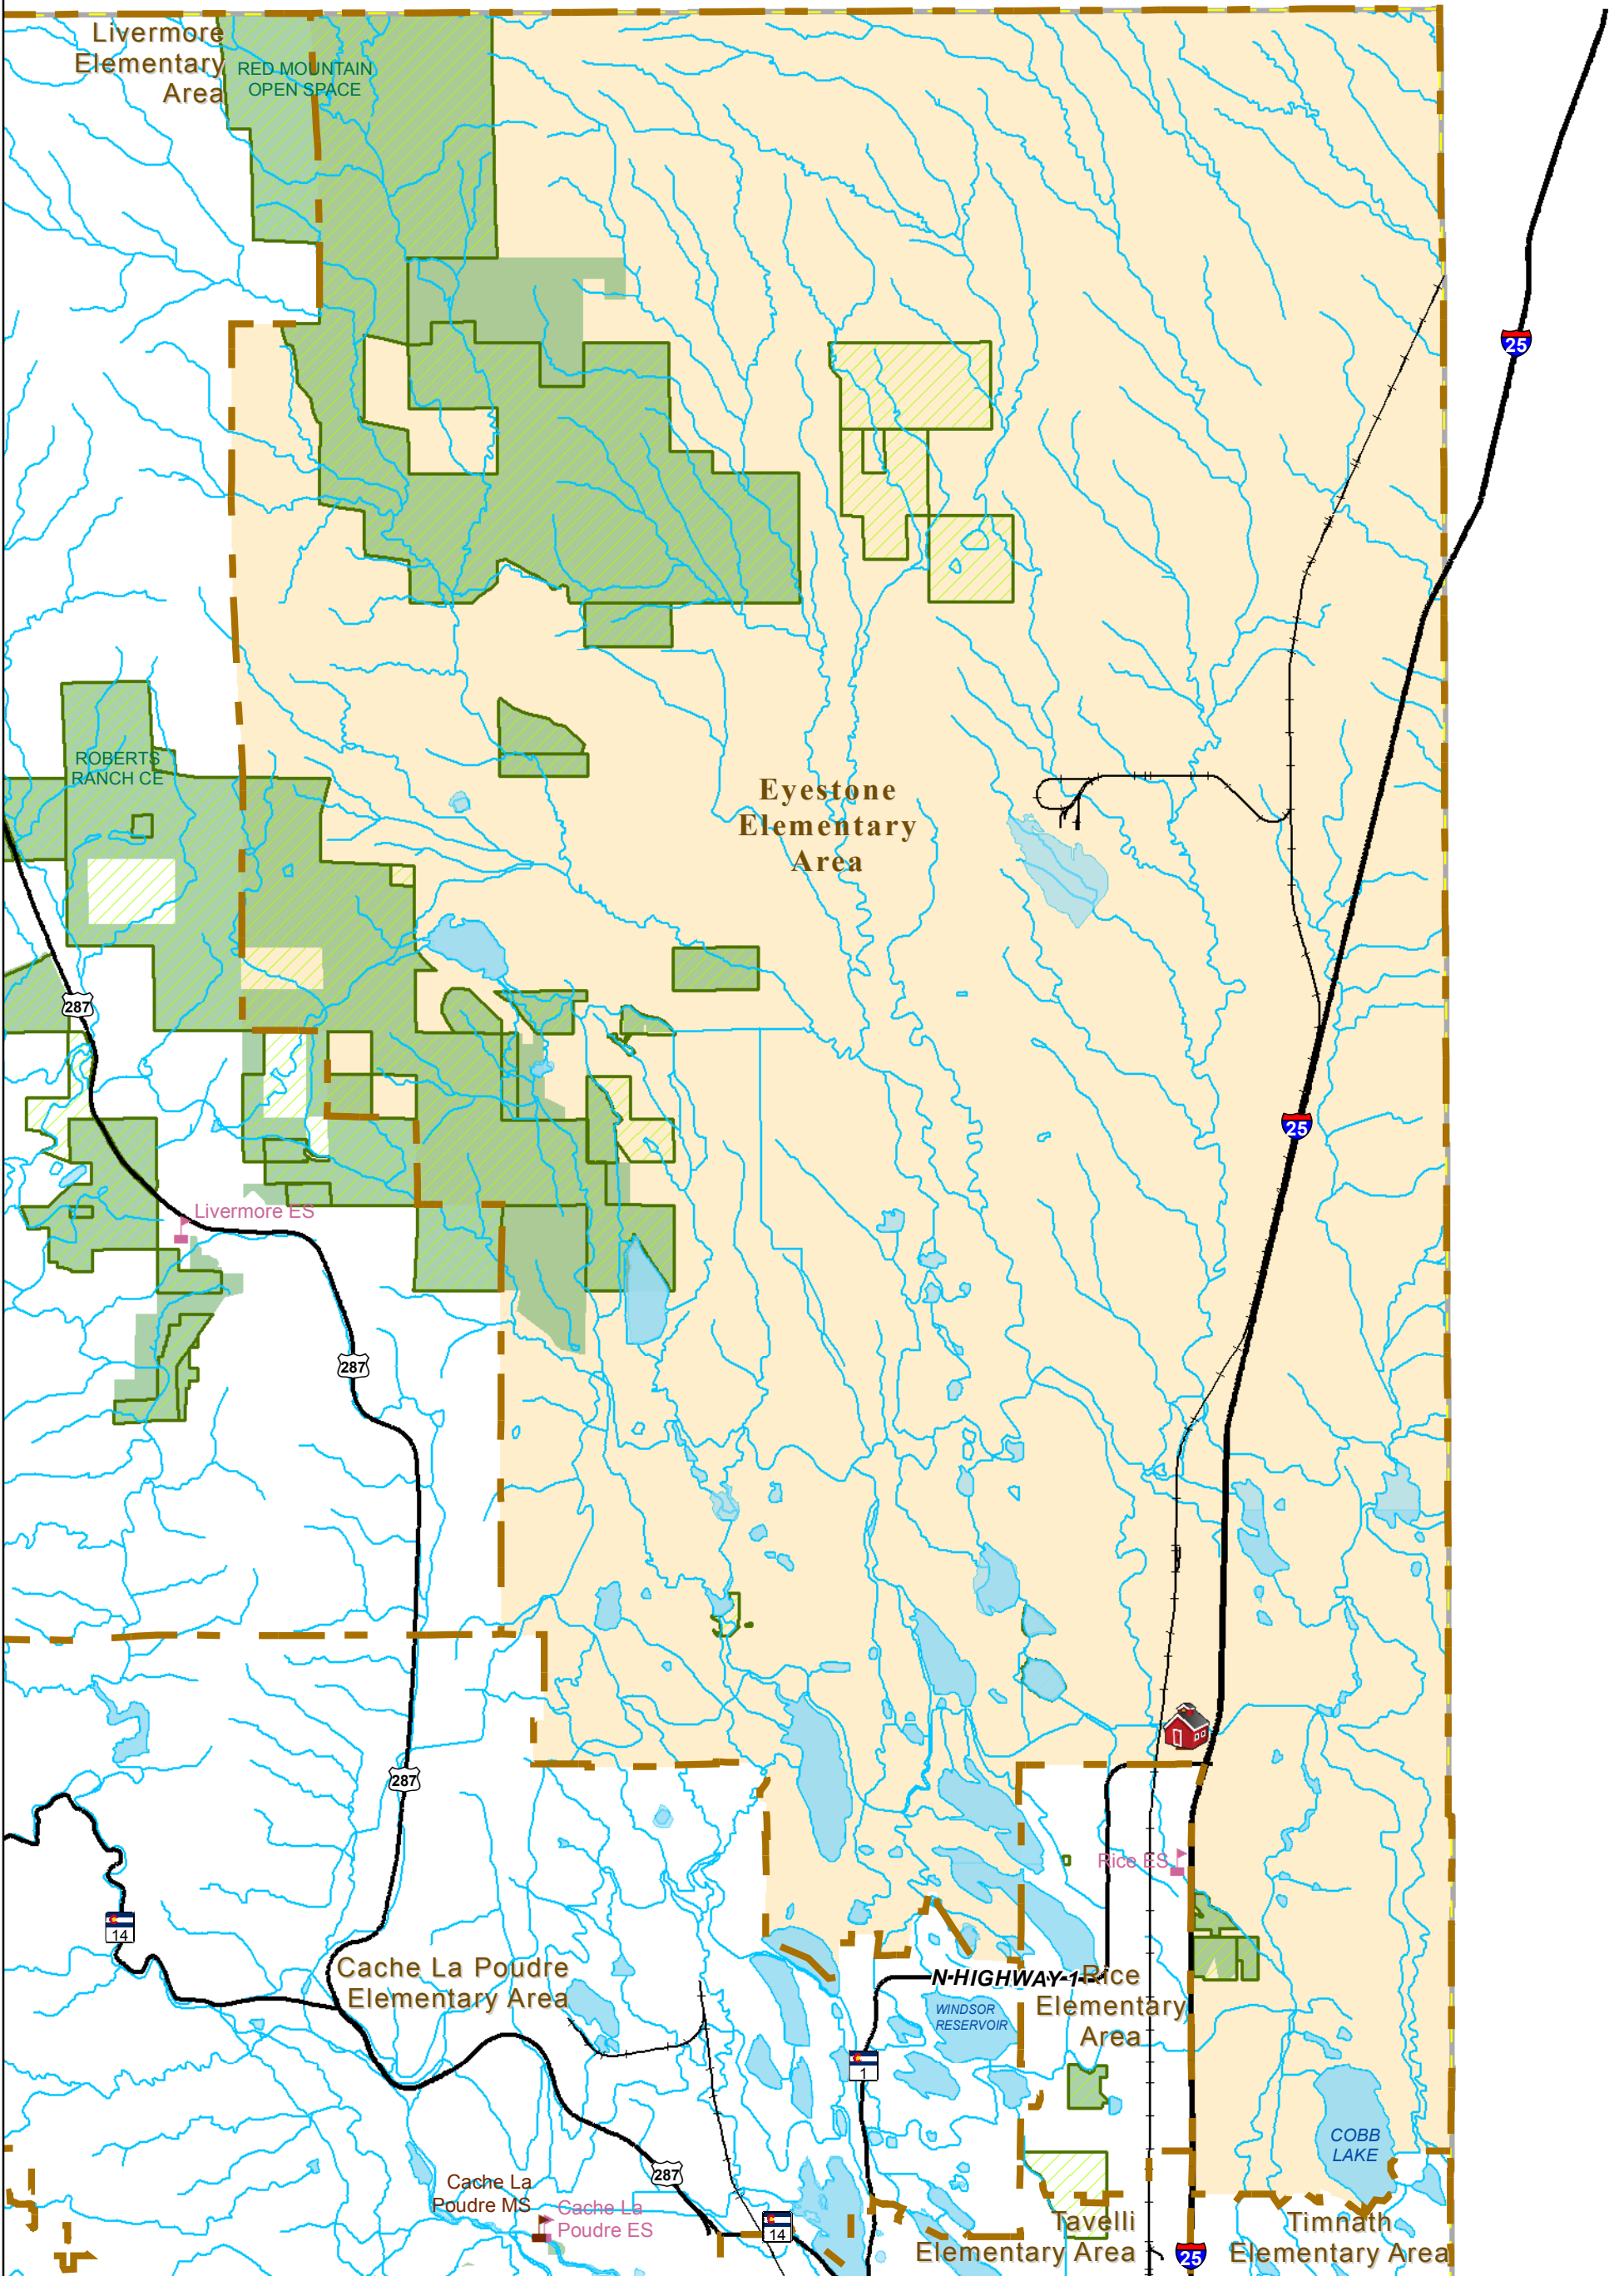 Livermore
Elementary
Area
RED MOUNTAIN
OPEN SPACE
25
ROBERTS
RANCH CE
Eyestone
Elementary
Area
287
25
Livermore ES
287
287
Rice ES
14
Cache La Poudre
Elementary Area
N HIGHWAY 1
Rice
Elementary
Area
WINDSOR
RESERVOIR
1
COBB
LAKE
287
Cache La
Poudre MS
Cache La
Poudre ES
14
Tavelli
Elementary Area
25
Timnath
Elementary Area